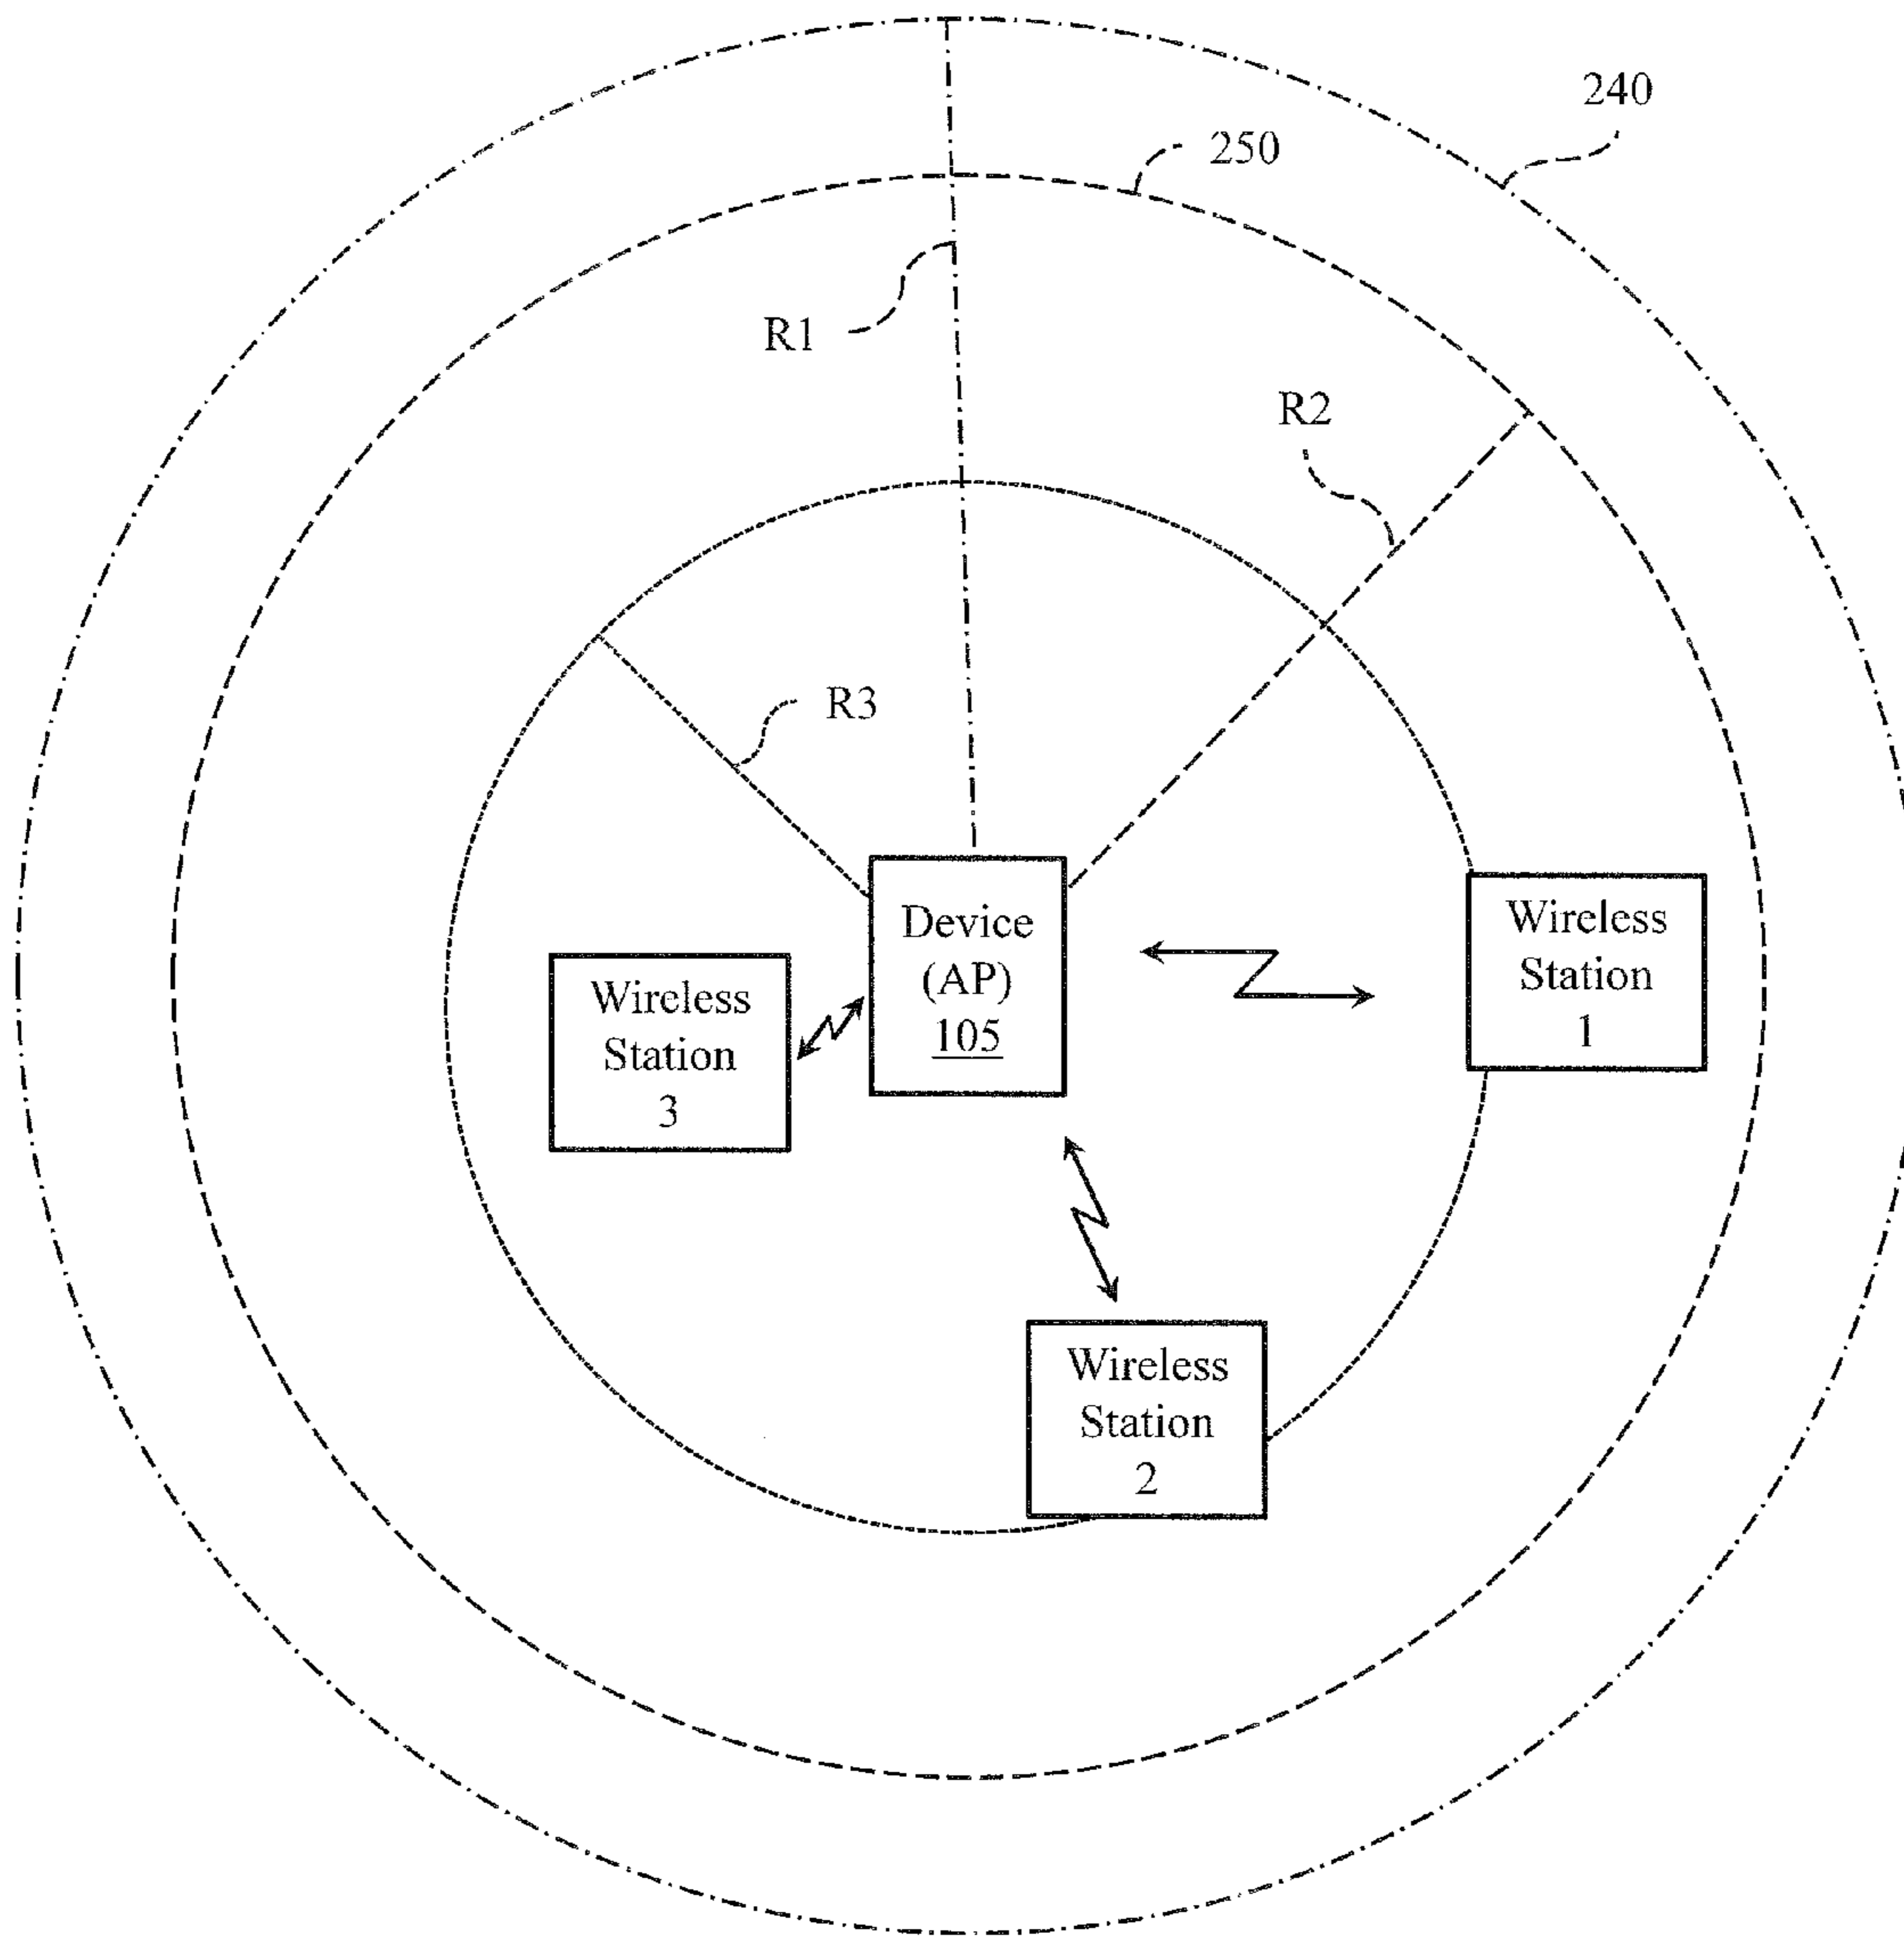 240
250
R1
R2
R3
Device
(AP)
105
Wireless
Station
1
Wireless
Station
3
Wireless
Station
2